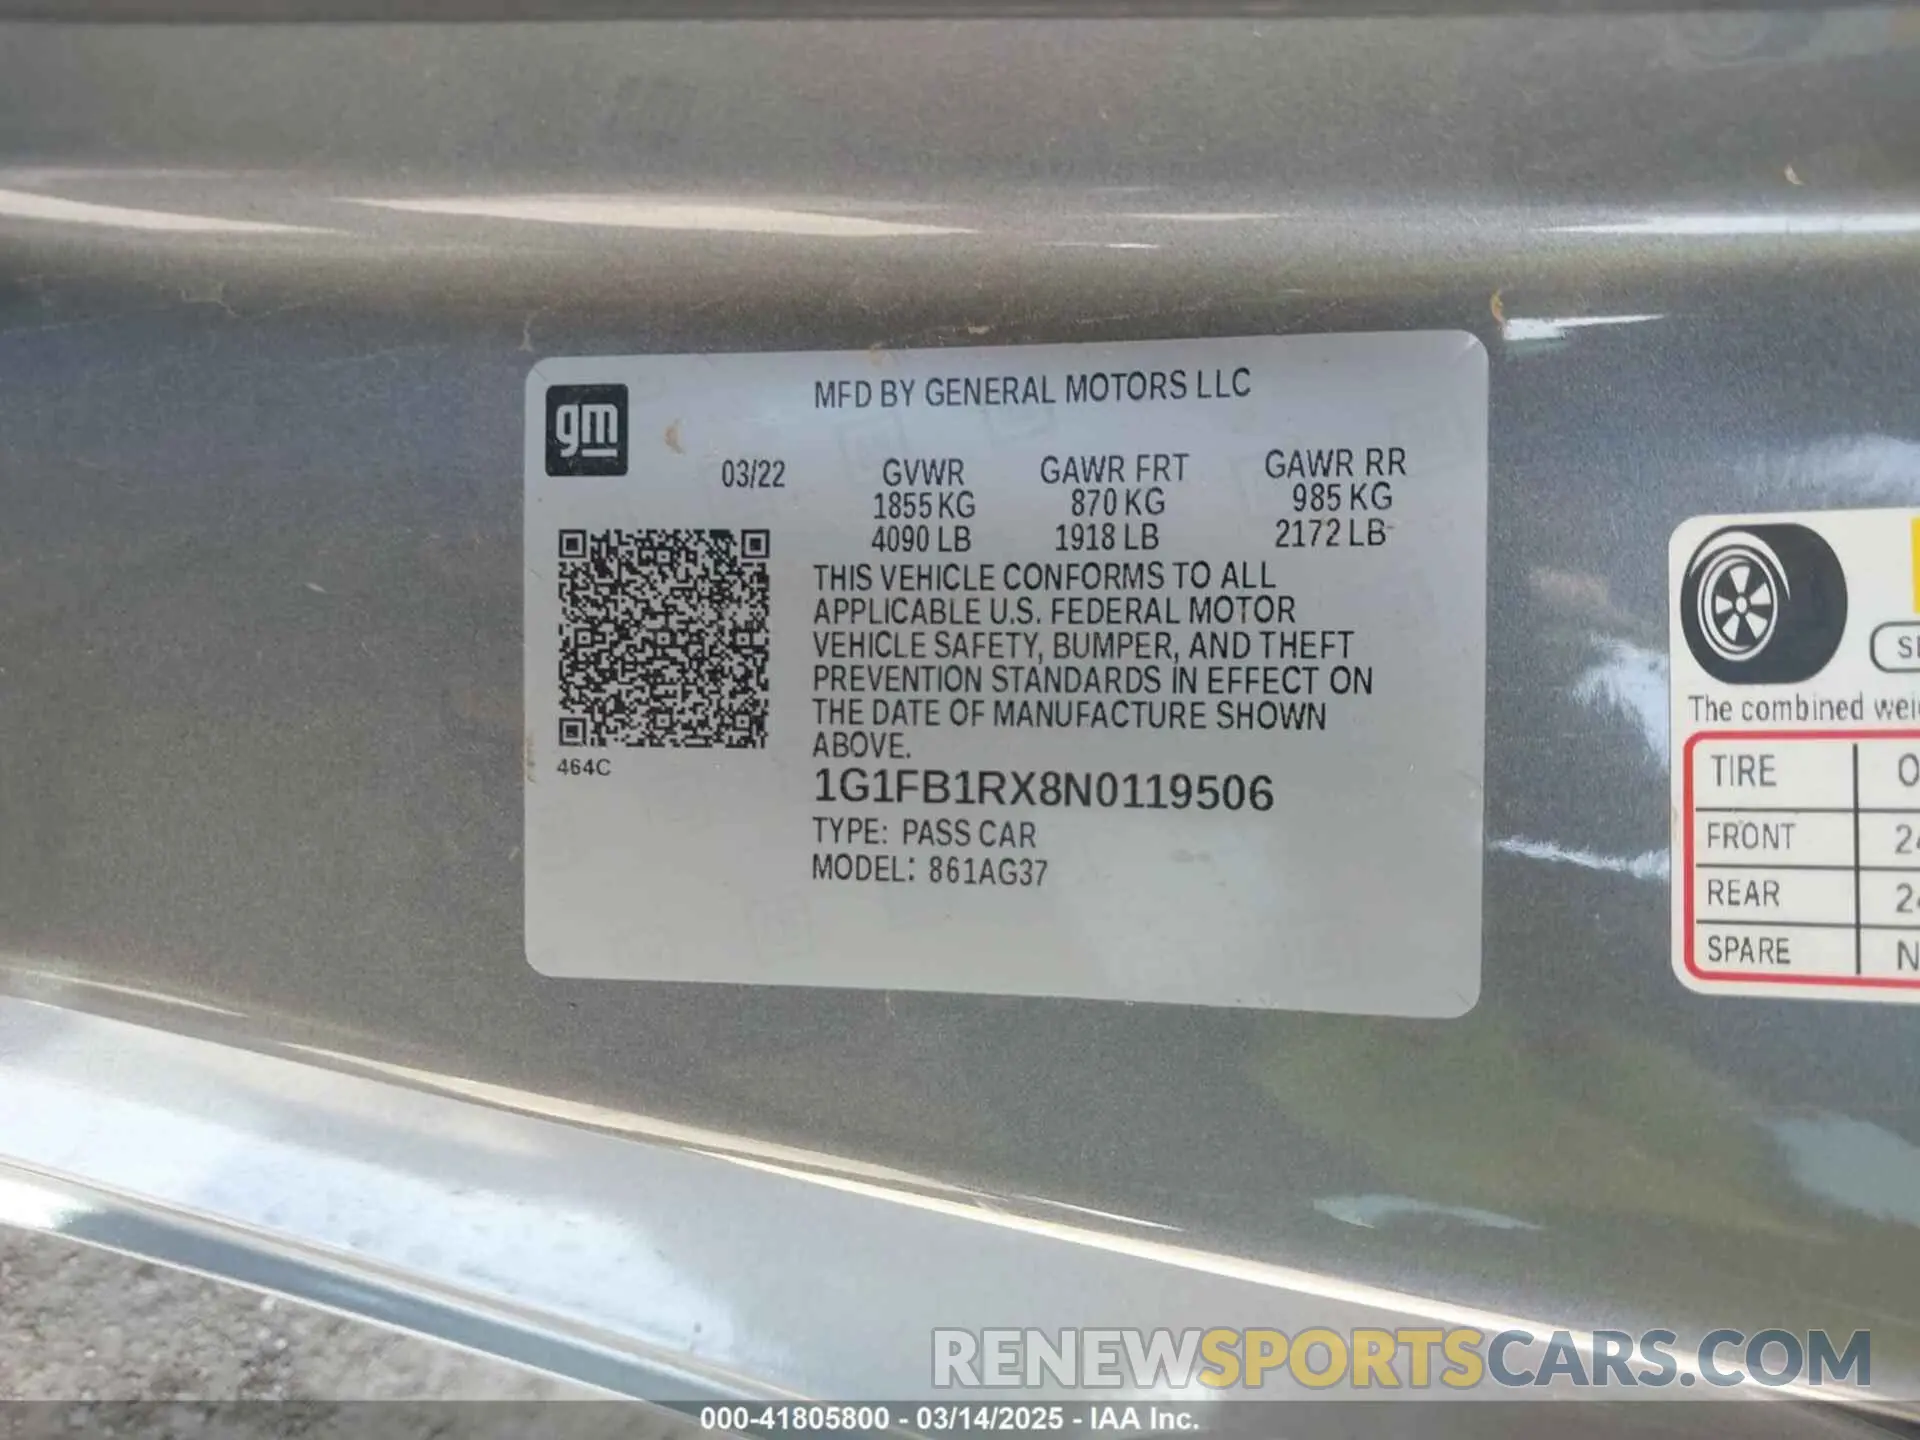 MFD BY GENERAL MOTORS LLC
gm
03/22 GVWR GAWR FRT GAWR RR
1855 KG 870 KG 985 KG
4090 LB 1918 LB 2172 LB
THIS VEHICLE CONFORMS TO ALL
APPLICABLE U.S. FEDERAL MOTOR
VEHICLE SAFETY, BUMPER, AND THEFT
PREVENTION STANDARDS IN EFFECT ON
THE DATE OF MANUFACTURE SHOWN
ABOVE.
464C
1G1FB1RX8N0119506
TYPE: PASS CAR
MODEL: 861AG37
The combined
TIRE
FRONT
REAR
SPARE
RENEWSPORTSCARS.COM
000-41805800 - 03/14/2025 - IAA Inc.